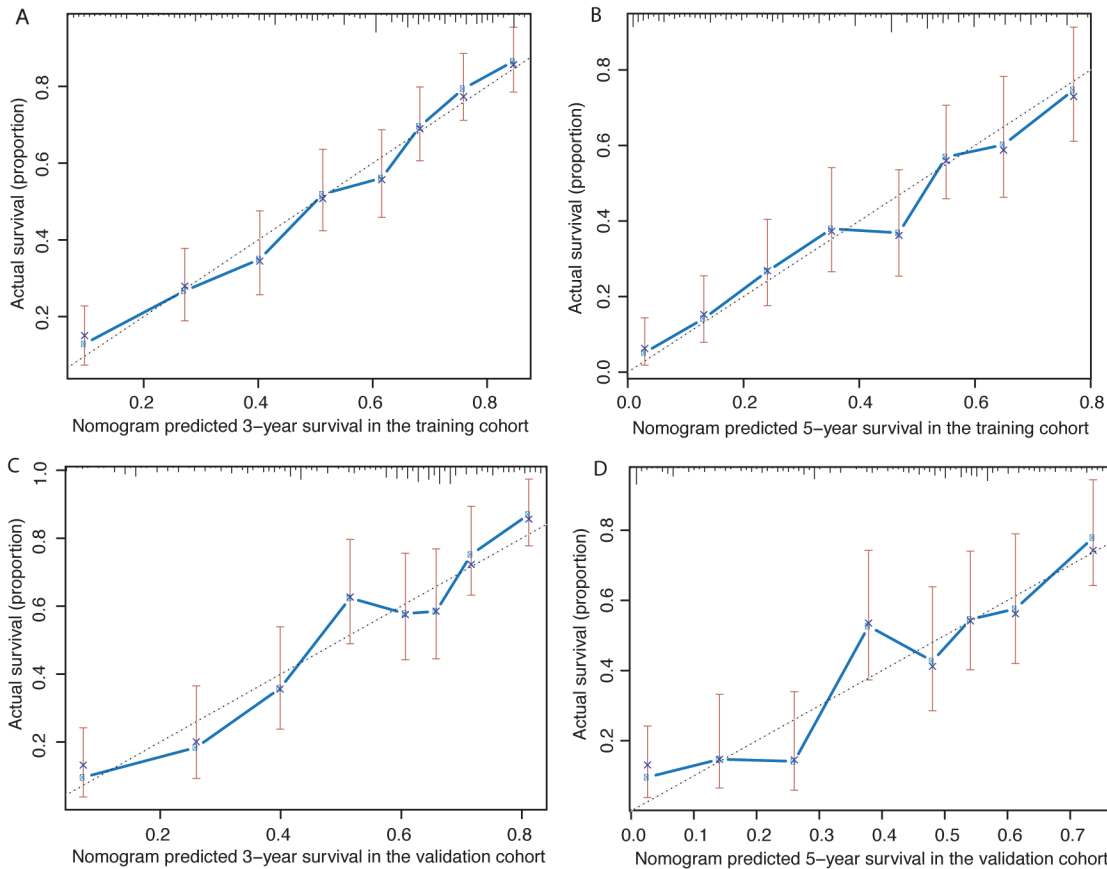 A
Actual survival (proportion)
0.2
0.4
0.6
0.8
0.2 0.4 0.6 0.8
Nomogram predicted 3−year survival in the training cohort
B
Actual survival (proportion)
0.0
0.2
0.4
0.6
0.8
0.0 0.2 0.4 0.6 0.8
Nomogram predicted 5−year survival in the training cohort
C
Actual survival (proportion)
0.2
0.4
0.6
0.8
1.0
0.2 0.4 0.6 0.8
Nomogram predicted 3−year survival in the validation cohort
D
Actual survival (proportion)
0.2
0.4
0.6
0.8
0.0 0.1 0.2 0.3 0.4 0.5 0.6 0.7
Nomogram predicted 5−year survival in the validation cohort